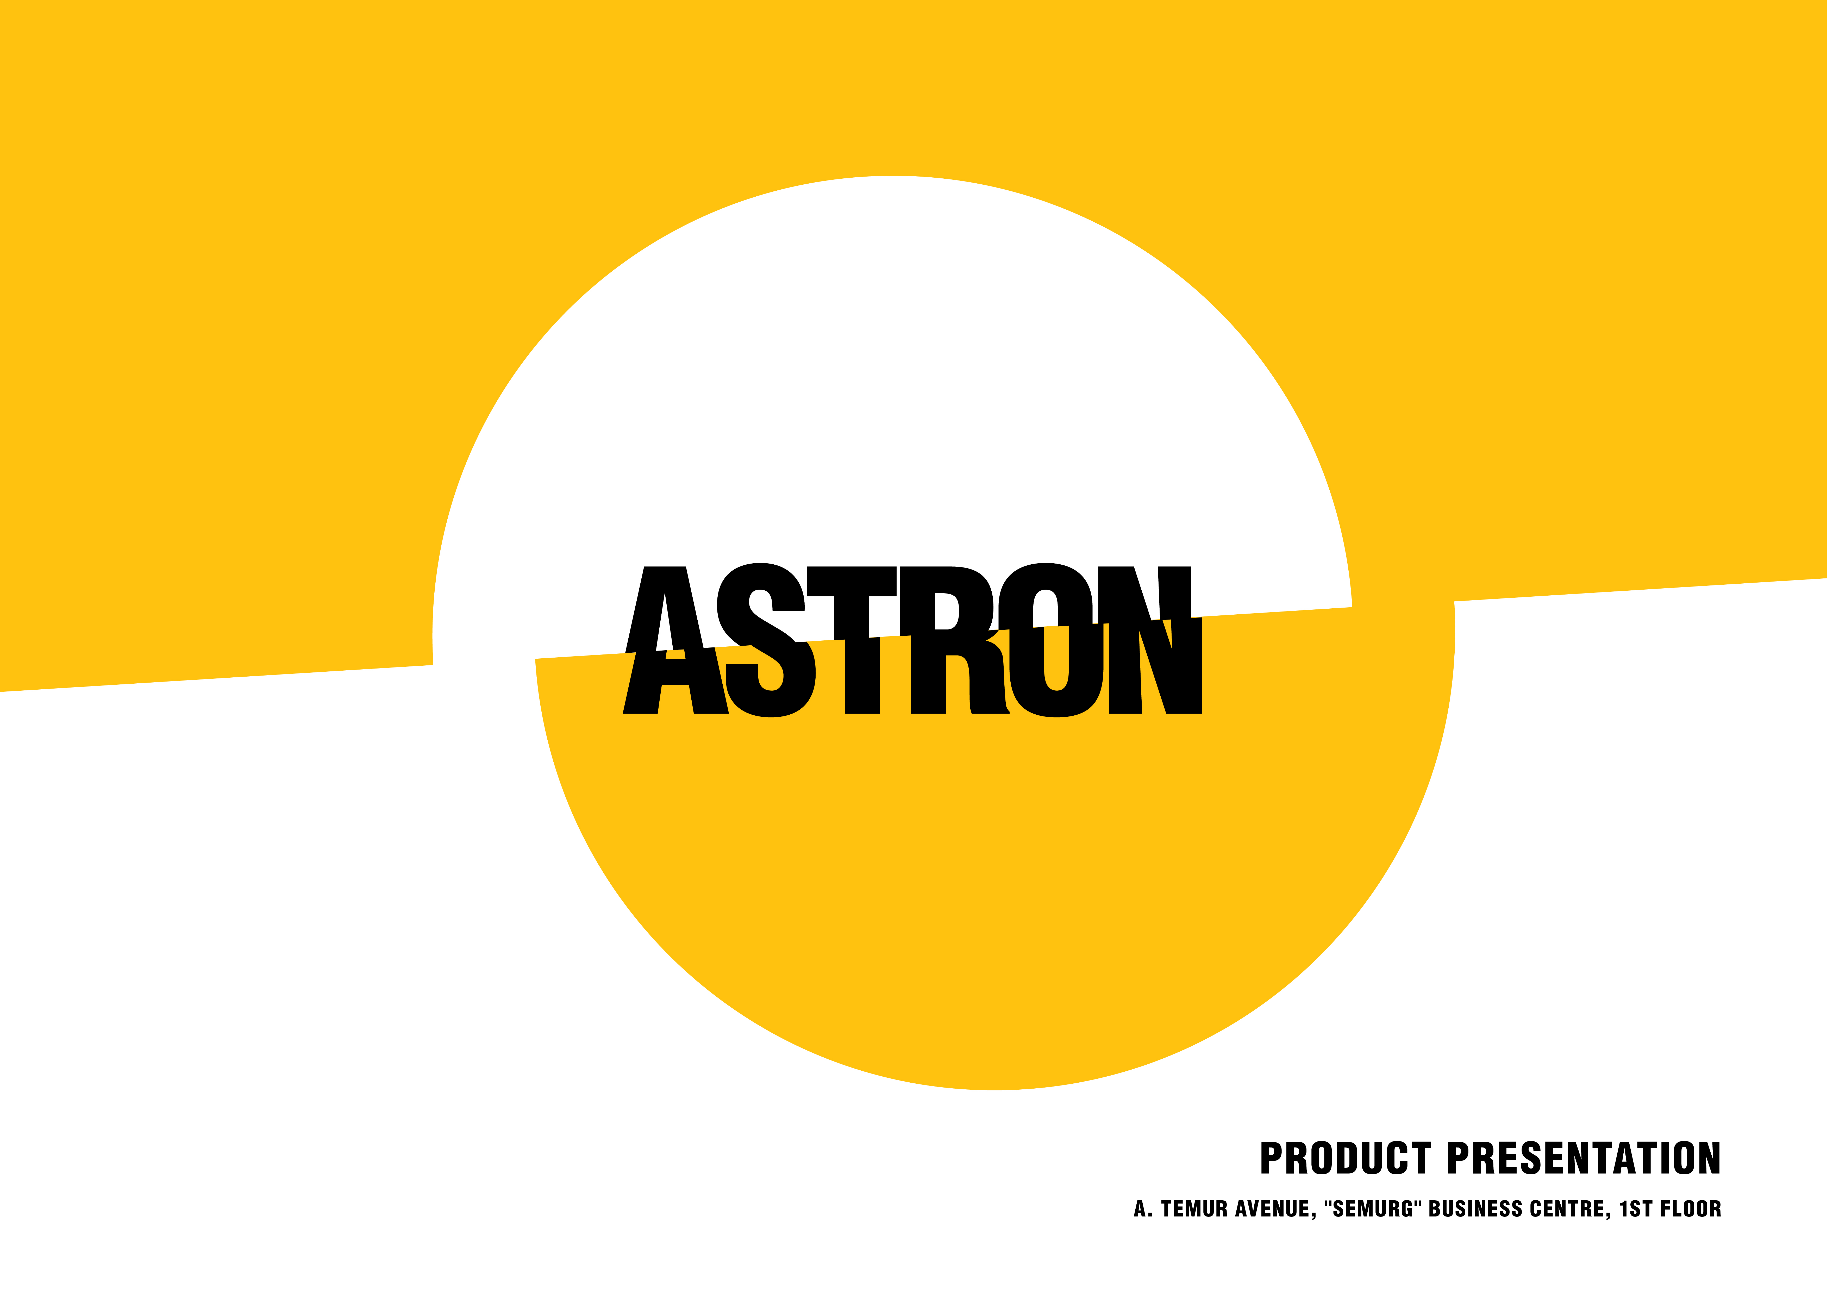 ASTRON
PRODUCT PRESENTATION
A. TEMUR AVENUE, "SEMURG" BUSINESS CENTRE, 1ST FLOOR